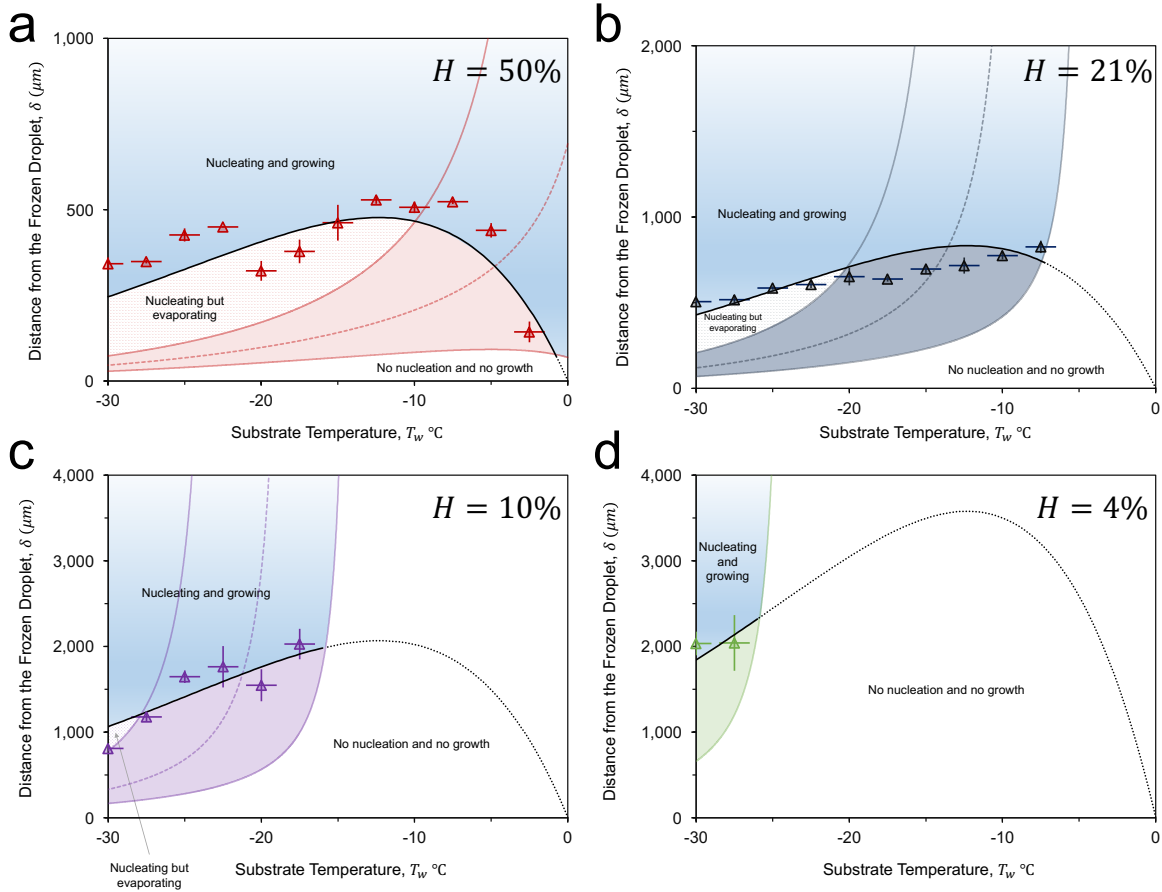 a
H = 50%
1,000
500
0
Distance from the Frozen Droplet, δ (μm)
Nucleating and growing
Nucleating but
evaporating
No nucleation and no growth
-30
-20
-10
0
Substrate Temperature, T_w °C
b
H = 21%
2,000
1,000
0
Distance from the Frozen Droplet, δ (μm)
Nucleating and growing
Nucleating but
evaporating
No nucleation and no growth
-30
-20
-10
0
Substrate Temperature, T_w °C
c
H = 10%
4,000
3,000
2,000
1,000
0
Distance from the Frozen Droplet, δ (μm)
Nucleating and growing
No nucleation and no growth
-30
-20
-10
0
Nucleating but
evaporating
Substrate Temperature, T_w °C
d
H = 4%
4,000
3,000
2,000
1,000
0
Distance from the Frozen Droplet, δ (μm)
Nucleating
and
growing
No nucleation and no growth
-30
-20
-10
0
Substrate Temperature, T_w °C